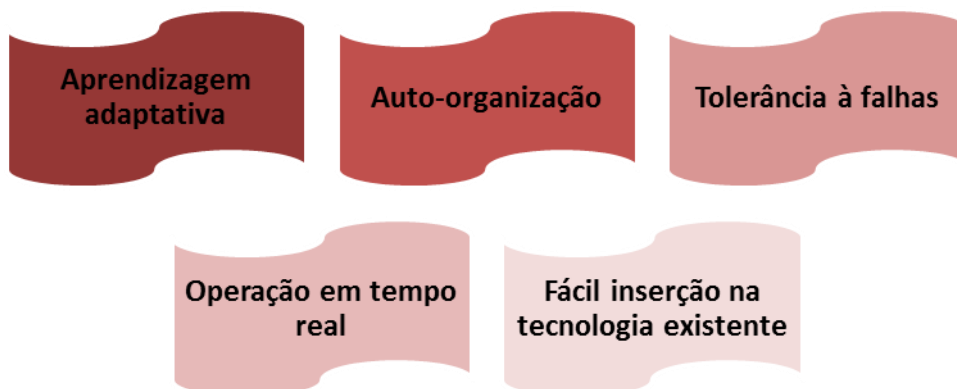 Aprendizagem
adaptativa
Auto-organização
Tolerância à falhas
Operação em tempo
real
Fácil inserção na
tecnologia existente